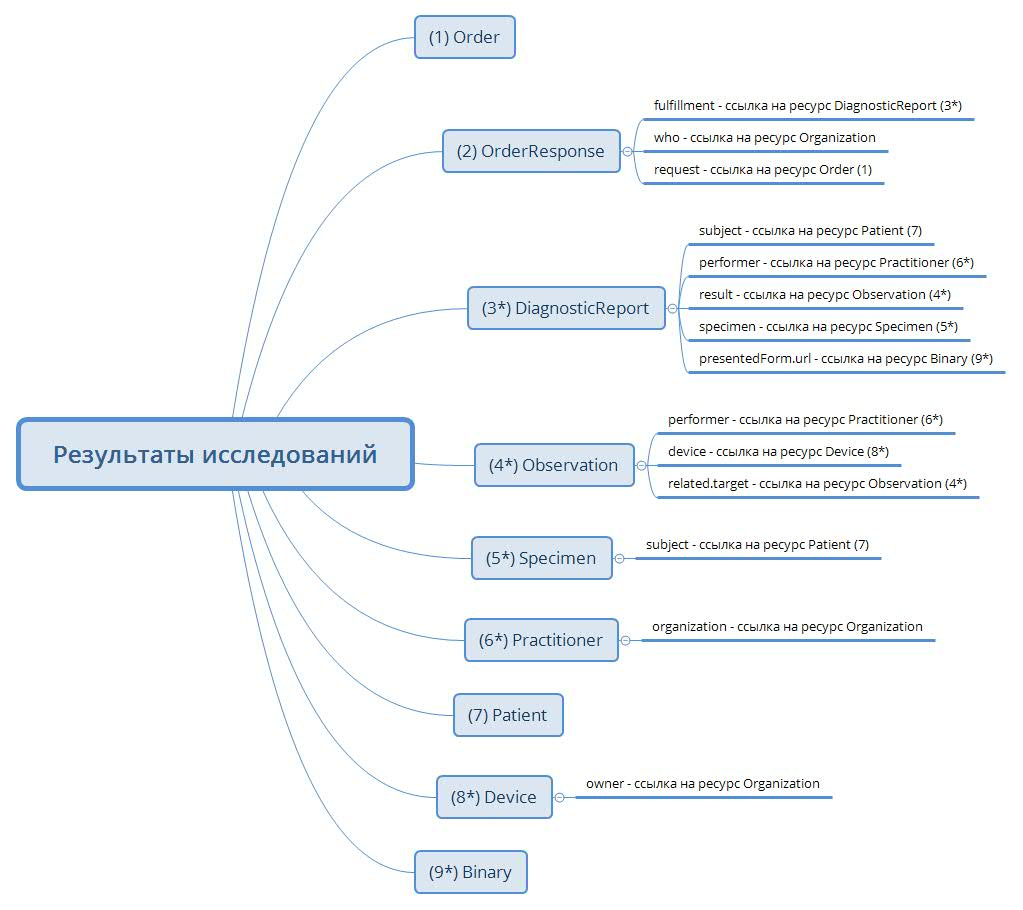 (1) Order
(2) OrderResponse
fulfillment - ссылка на ресурс DiagnosticReport (3*)
who - ссылка на ресурс Organization
request - ссылка на ресурс Order (1)
(3*) DiagnosticReport
subject - ссылка на ресурс Patient (7)
performer - ссылка на ресурс Practitioner (6*)
result - ссылка на ресурс Observation (4*)
specimen - ссылка на ресурс Specimen (5*)
presentedForm.url - ссылка на ресурс Binary (9*)
Результаты исследований
(4*) Observation
performer - ссылка на ресурс Practitioner (6*)
device - ссылка на ресурс Device (8*)
related.target - ссылка на ресурс Observation (4*)
(5*) Specimen
subject - ссылка на ресурс Patient (7)
(6*) Practitioner
organization - ссылка на ресурс Organization
(7) Patient
(8*) Device
owner - ссылка на ресурс Organization
(9*) Binary